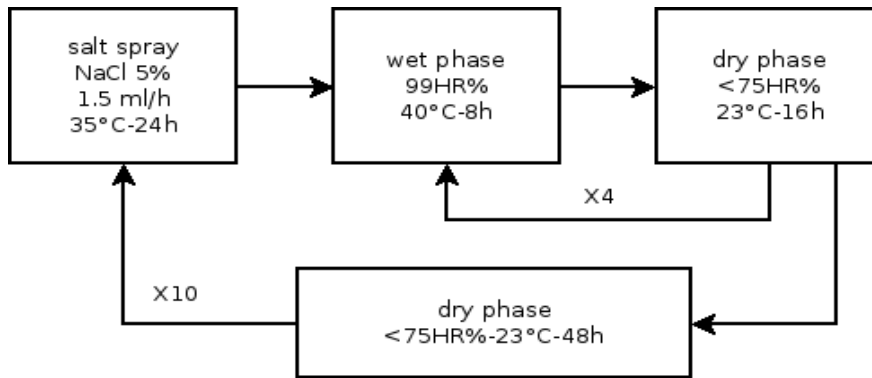 salt spray
NaCl 5%
1.5 ml/h
35°C-24h
wet phase
99HR%
40°C-8h
dry phase
<75HR%
23°C-16h
X4
X10
dry phase
<75HR%-23°C-48h